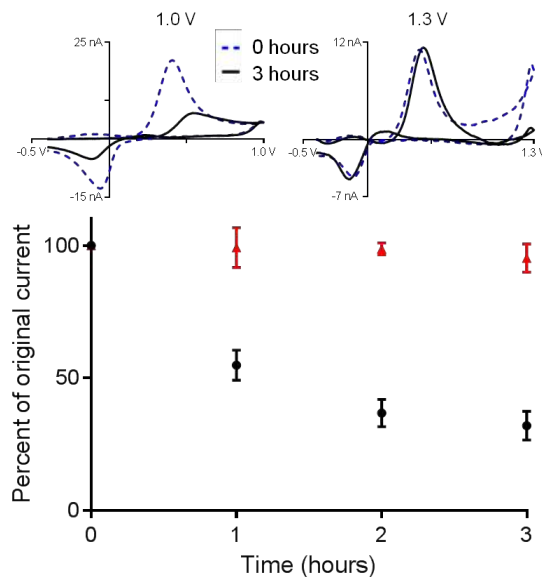 1.0 V
1.3 V
25 nA
0 hours
3 hours
12 nA
-0.5 V
1.0 V
-0.5 V
1.3 V
-15 nA
-7 nA
Percent of original current
100
50
0
0
1
2
3
Time (hours)